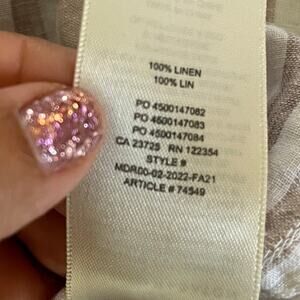 100% LINEN
100% LIN
PO 4500147082
PO 4500147083
PO 4500147084
CA 23725 RN 122354
STYLE #
MDR00-02-2022-FA21
ARTICLE # 74549